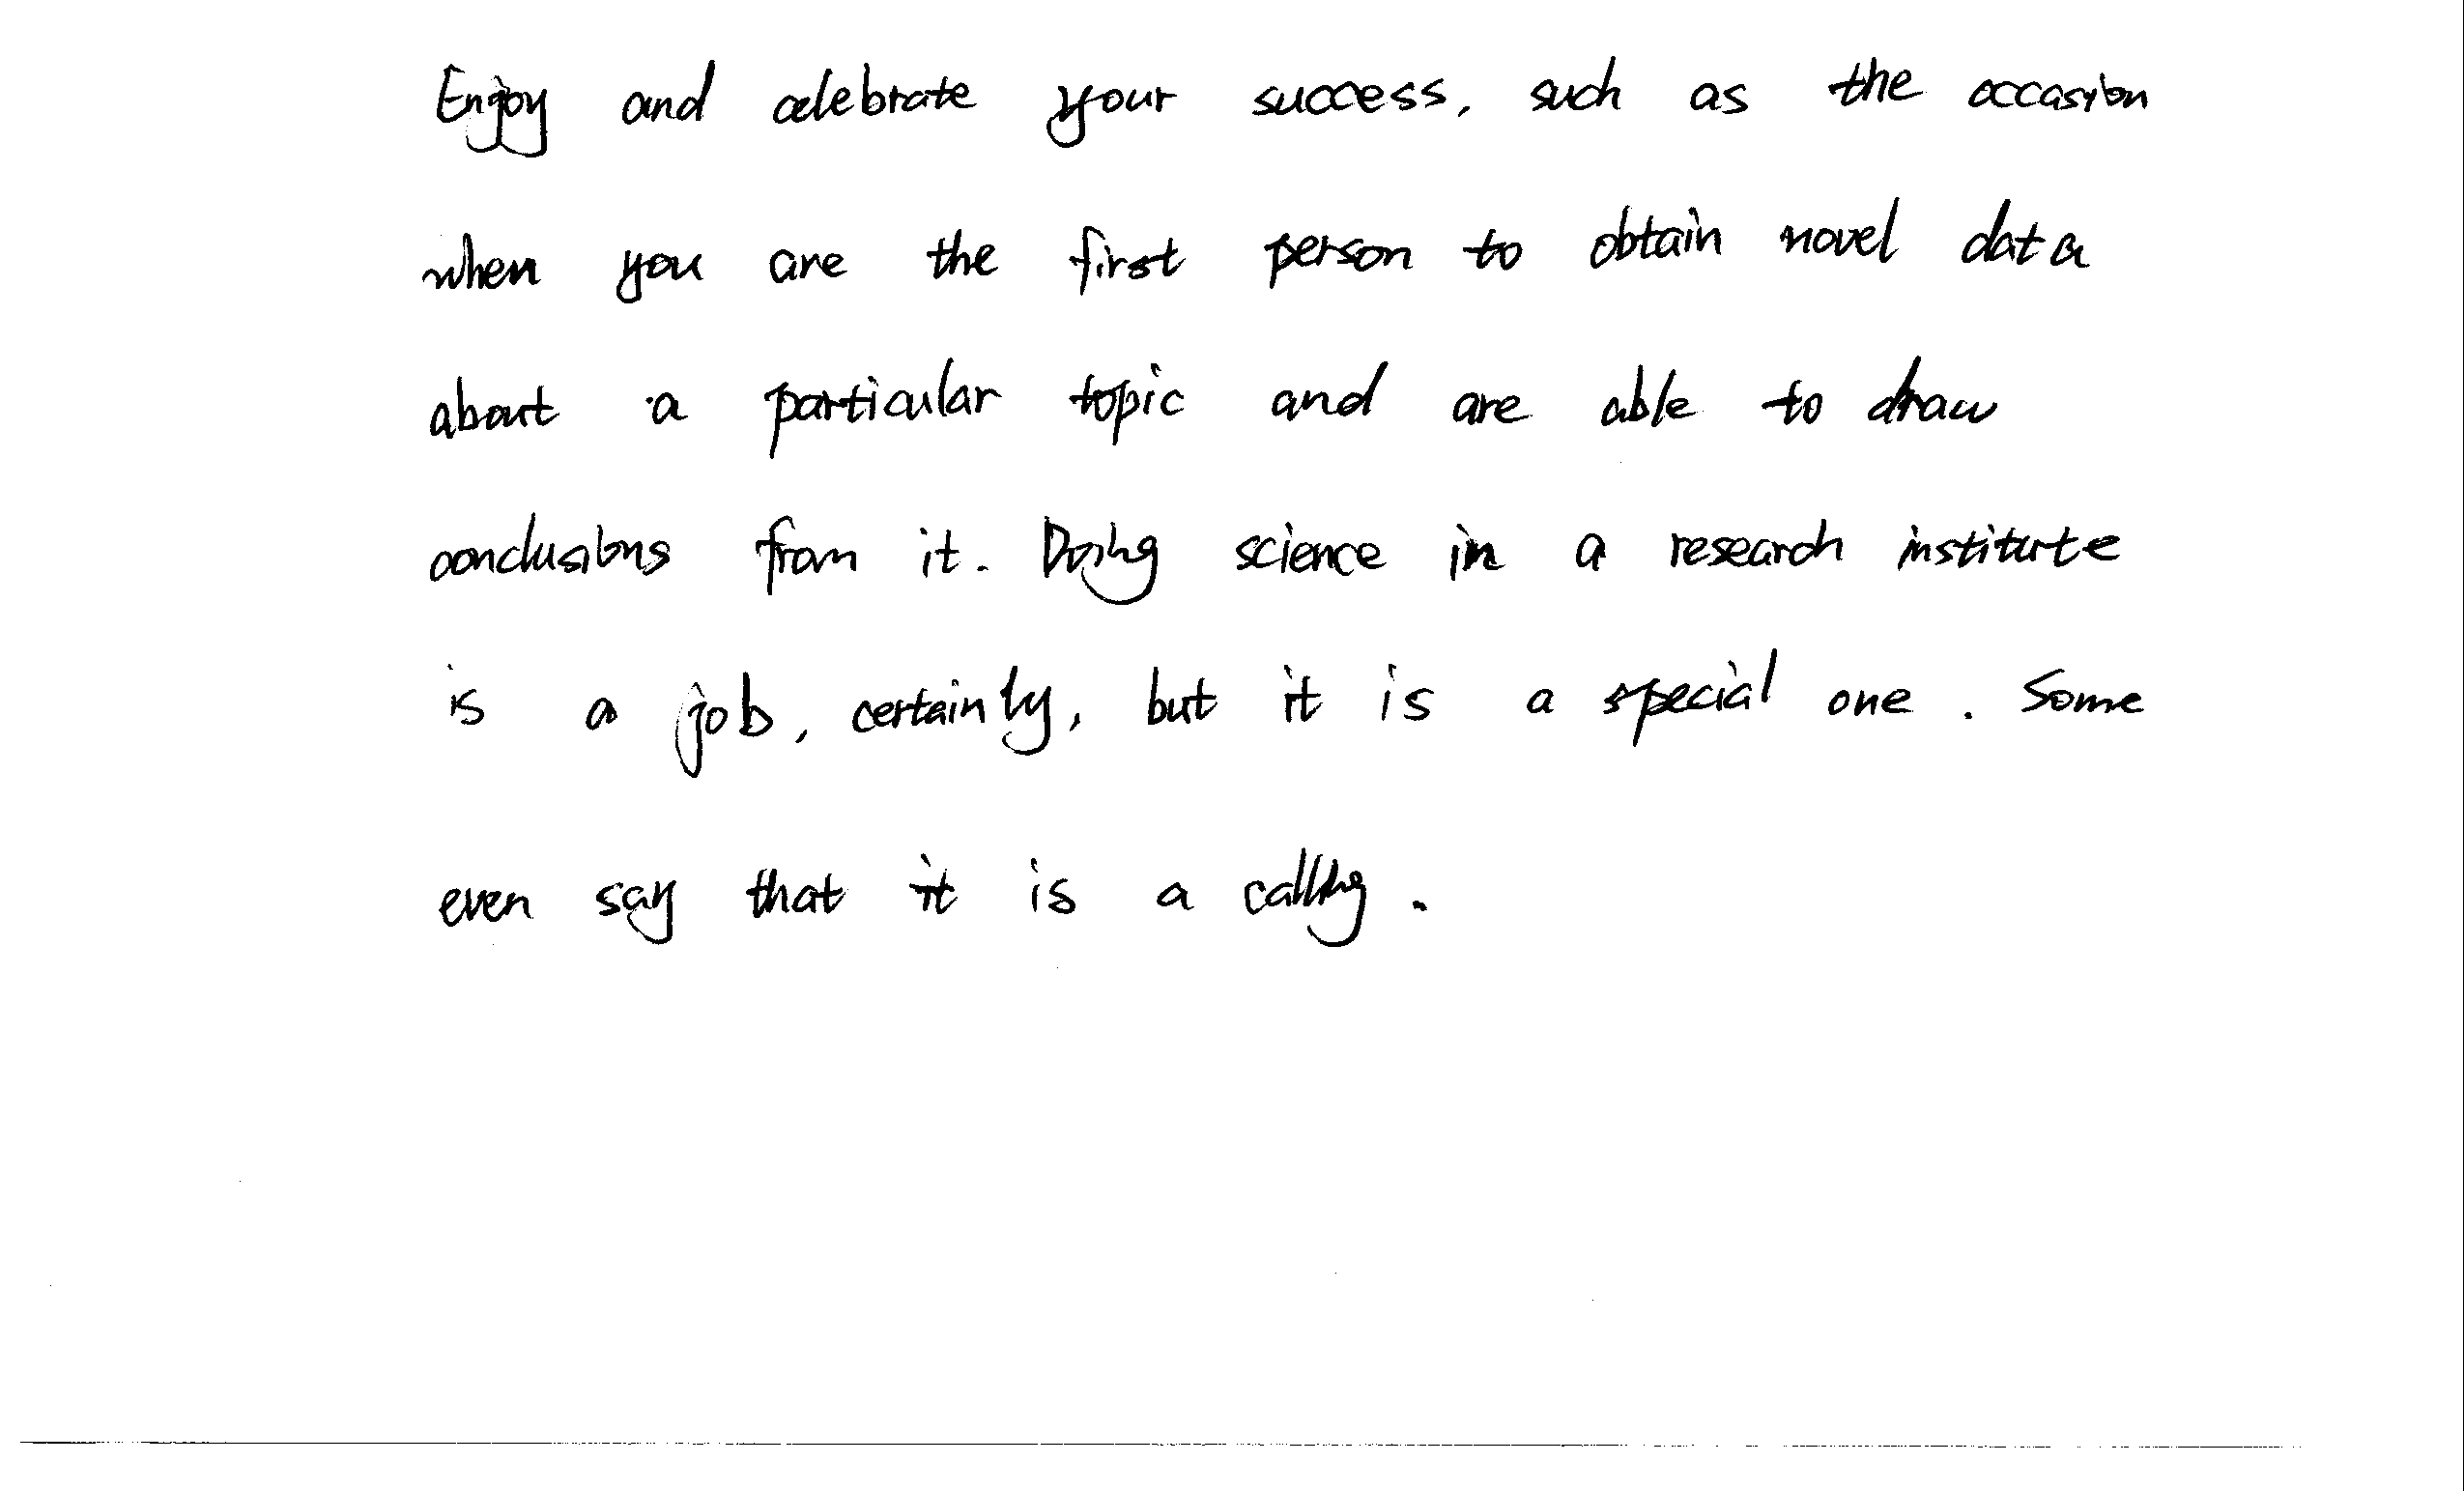 Enjoy and celebrate your success, such as the occasion
when you are the first person to obtain novel data
about a particular topic and are able to draw
conclusions from it. Doing science in a research institute
is a job, certainly, but it is a special one. Some
even say that it is a calling.